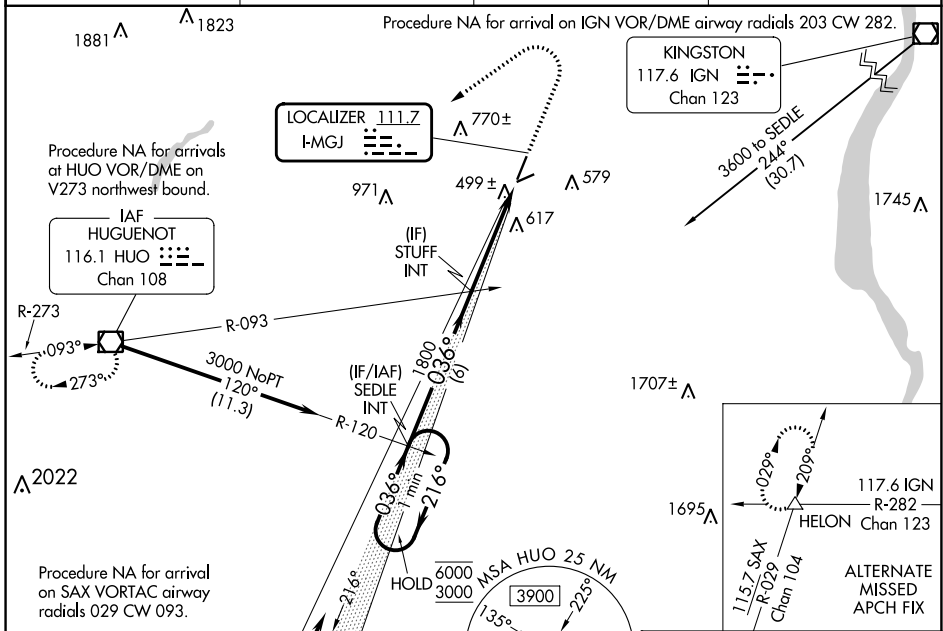 Procedure NA for arrival on IGN VOR/DME airway radials 203 CW 282.
1881
1823
KINGSTON
117.6 IGN
Chan 123
LOCALIZER 111.7
I-MGJ
770±
3600 to SEDLE
244°
(30.7)
Procedure NA for arrivals
at HUO VOR/DME on
V273 northwest bound.
971
499±
579
1745
617
IAF
HUGUENOT
116.1 HUO
Chan 108
(IF)
STUFF
INT
R-273
R-093
093°
273°
3000 NoPT
120°
(11.3)
R-120
1800
036°
(6)
(IF/IAF)
SEDLE
INT
1707±
2022
036°
1 min
216°
029°
209°
117.6 IGN
R-282
Chan 123
HELON
1695
115.7 SAX
R-029
Chan 104
ALTERNATE
MISSED
APCH FIX
Procedure NA for arrival
on SAX VORTAC airway
radials 029 CW 093.
216°
HOLD
6000
3000
MSA HUO 25 NM
3900
135°
225°